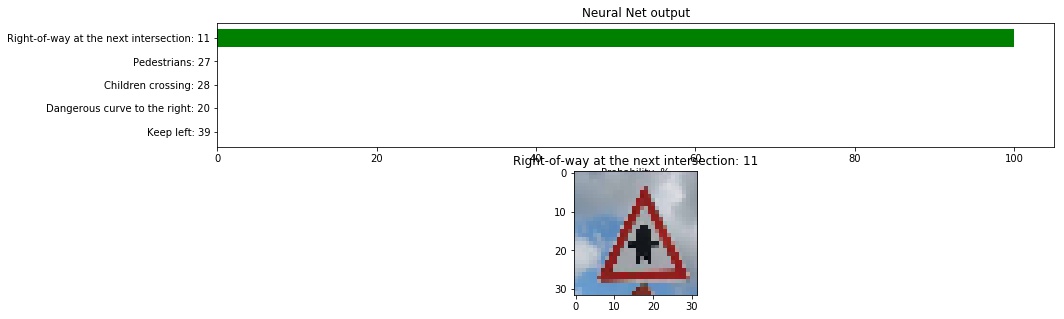 Neural Net output
Right-of-way at the next intersection: 11
Pedestrians: 27
Children crossing: 28
Dangerous curve to the right: 20
Keep left: 39
0 20 40 60 80 100
Probability, %
Right-of-way at the next intersection: 11
0
10
20
30
0 10 20 30